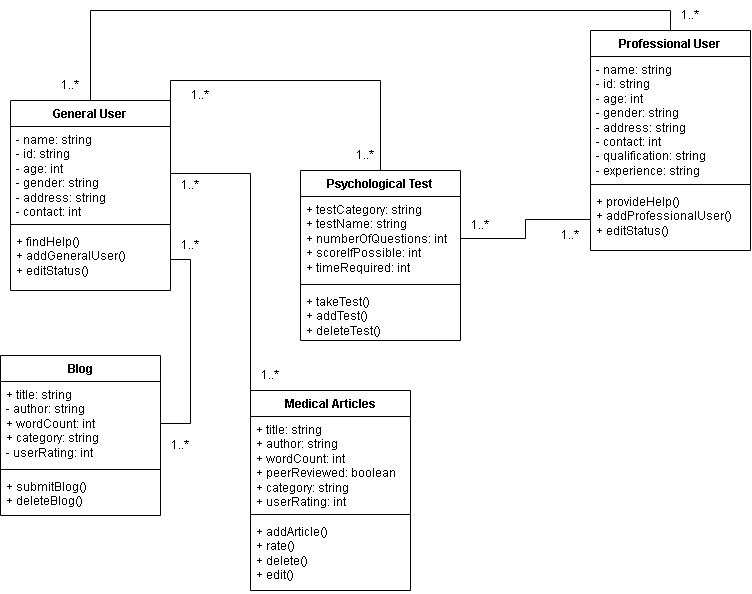 1..*
Professional User
- name: string
- id: string
- age: int
- gender: string
- address: string
- contact: int
- qualification: string
- experience: string
+ provideHelp()
+ addProfessionalUser()
+ editStatus()
1..*
General User
- name: string
- id: string
- age: int
- gender: string
- address: string
- contact: int
+ findHelp()
+ addGeneralUser()
+ editStatus()
1..*
1..*
1..*
1..*
Psychological Test
+ testCategory: string
+ testName: string
+ numberOfQuestions: int
+ scoreIfPossible: int
+ timeRequired: int
+ takeTest()
+ addTest()
+ deleteTest()
1..*
1..*
Blog
+ title: string
- author: string
+ wordCount: int
+ category: string
- userRating: int
+ submitBlog()
+ deleteBlog()
1..*
1..*
Medical Articles
+ title: string
+ author: string
+ wordCount: int
+ peerReviewed: boolean
+ category: string
+ userRating: int
+ addArticle()
+ rate()
+ delete()
+ edit()